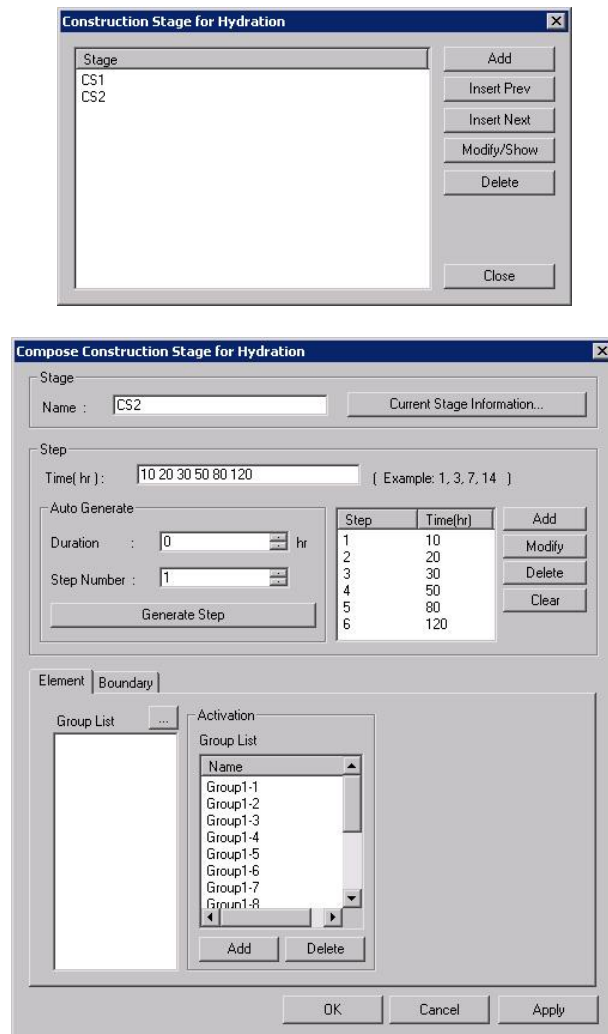 Construction Stage for Hydration
Stage
CS1
CS2
Add
Insert Prev
Insert Next
Modify/Show
Delete
Close
Compose Construction Stage for Hydration
Stage
Name : CS2 Current Stage Information...
Step
Time( hr ) : 10 20 30 50 80 120 ( Example: 1, 3, 7, 14 )
Auto Generate
Duration : 0 hr
Step Number : 1
Generate Step
Step Time(hr)
1 10
2 20
3 30
4 50
5 80
6 120
Add
Modify
Delete
Clear
Element Boundary
Group List ...
Activation
Group List
Name
Group1-1
Group1-2
Group1-3
Group1-4
Group1-5
Group1-6
Group1-7
Group1-8
Add Delete
OK Cancel Apply